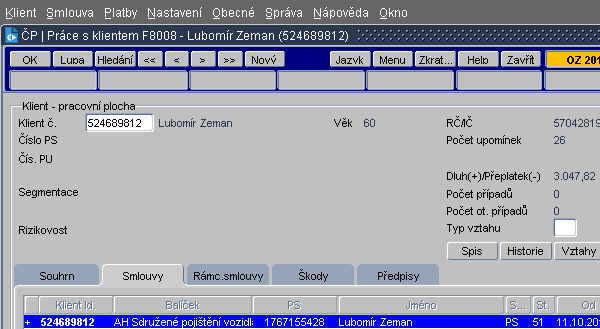 Klient Smlouva Platby Nastavení Obecné Správa Nápověda Okno
ČP | Práce s klientem F8008 - Lubomír Zeman (524689812)
OK Lupa Hledání << < > >> Nový Jazyk Menu Zkrat... Help Zavřít OZ 201
Klient - pracovní plocha
Klient č. 524689812 Lubomír Zeman Věk 60 RČ/IČ 57042819
Číslo PS Počet upomínek 26
Čís. PU
Dluh(+)/Přeplatek(-) 3.047,82
Segmentace Počet případů 0
Počet ot. případů 0
Rizikovost Typ vztahu
Spis Historie Vztahy
Souhrn Smlouvy Rámc.smlouvy Škody Předpisy
Klient Id. Balíček PS Jméno S... St. Od
+ 524689812 AH Sdružené pojištění vozidl 1767155428 Lubomír Zeman PS 51 11.10.20